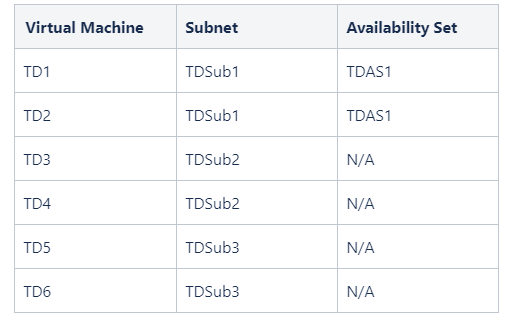 Virtual Machine Subnet Availability Set
TD1 TDSub1 TDAS1
TD2 TDSub1 TDAS1
TD3 TDSub2 N/A
TD4 TDSub2 N/A
TD5 TDSub3 N/A
TD6 TDSub3 N/A